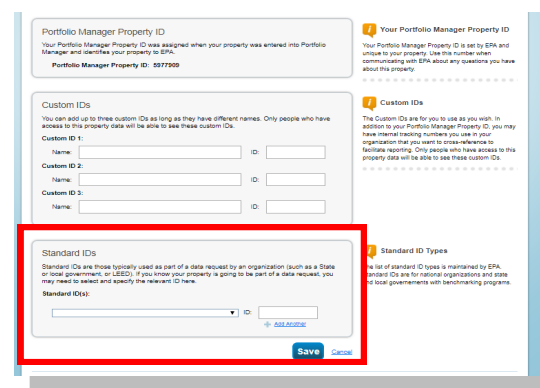 Portfolio Manager Property ID
Your Portfolio Manager Property ID was assigned when your property was entered into Portfolio
Manager and identifies your property to EPA.
Portfolio Manager Property ID: 5977909
Your Portfolio Manager Property ID
Your Portfolio Manager Property ID is set by EPA and
unique to your property. Use this number when
communicating with EPA about any questions you have
about this property.
Custom IDs
You can add up to three custom IDs as long as they have different names. Only people who have
access to this property data will be able to see these custom IDs.
Custom ID 1:
Name: ID:
Custom ID 2:
Name: ID:
Custom ID 3:
Name: ID:
Custom IDs
The Custom IDs are for you to use as you wish. In
addition to your Portfolio Manager Property ID, you may
have internal tracking numbers you use in your
organization that you want to cross-reference to
facilitate reporting. Only people who have access to this
property data will be able to see these custom IDs.
Standard IDs
Standard IDs are those typically used as part of a data request by an organization (such as a State
or local government, or LEED). If you know your property is going to be part of a data request, you
may need to select and specify the relevant ID here.
Standard ID(s):
ID:
Add Another
Save Cancel
Standard ID Types
The list of standard ID types is maintained by EPA.
Standard IDs are for national organizations and state
and local governements with benchmarking programs.